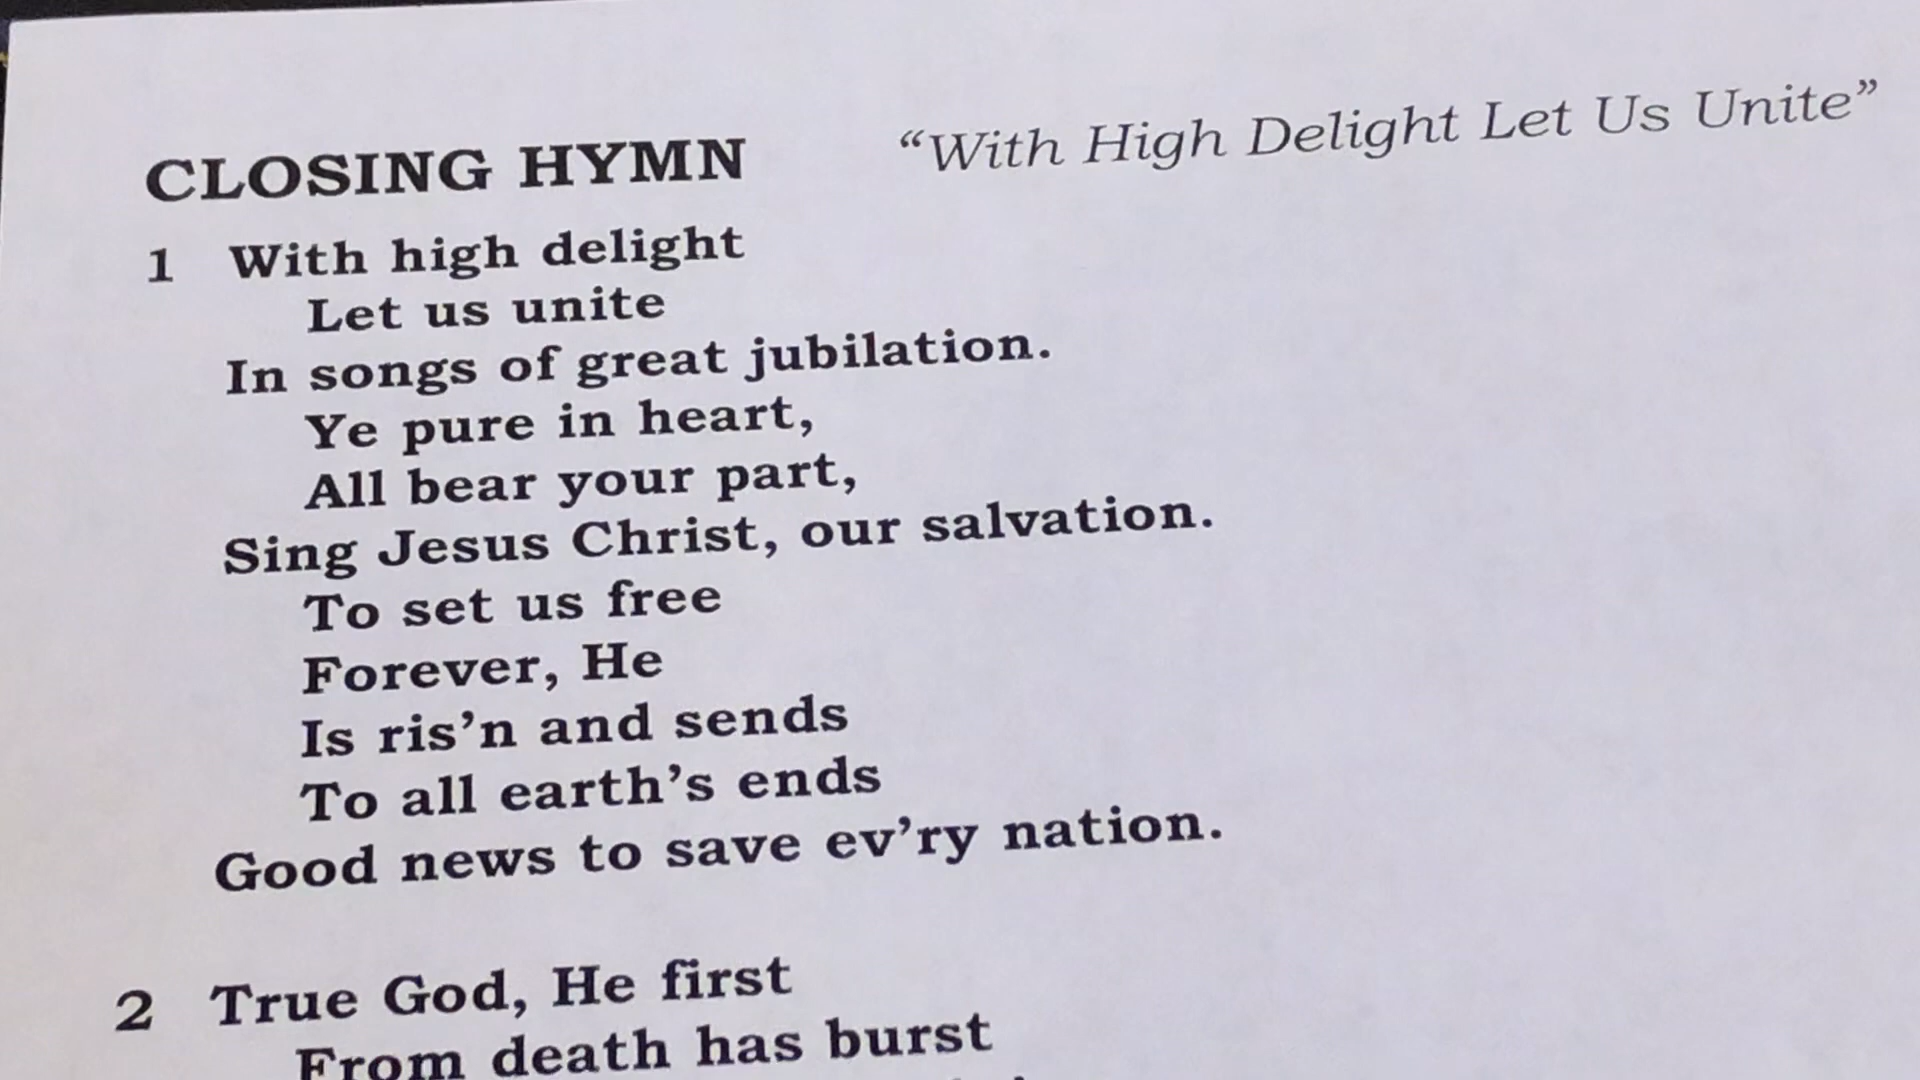 CLOSING HYMN “With High Delight Let Us Unite”
1 With high delight
Let us unite
In songs of great jubilation.
Ye pure in heart,
All bear your part,
Sing Jesus Christ, our salvation.
To set us free
Forever, He
Is ris’n and sends
To all earth’s ends
Good news to save ev’ry nation.
2 True God, He first
From death has burst